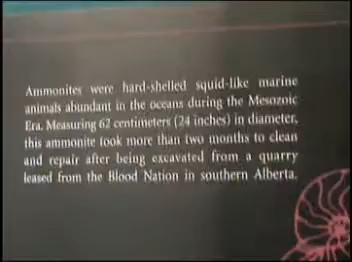 Ammonites were hard-shelled squid-like marine
animals abundant in the oceans during the Mesozoic
Era. Measuring 62 centimeters (24 inches) in diameter,
this ammonite took more than two months to clean
and repair after being excavated from a quarry
leased from the Blood Nation in southern Alberta.